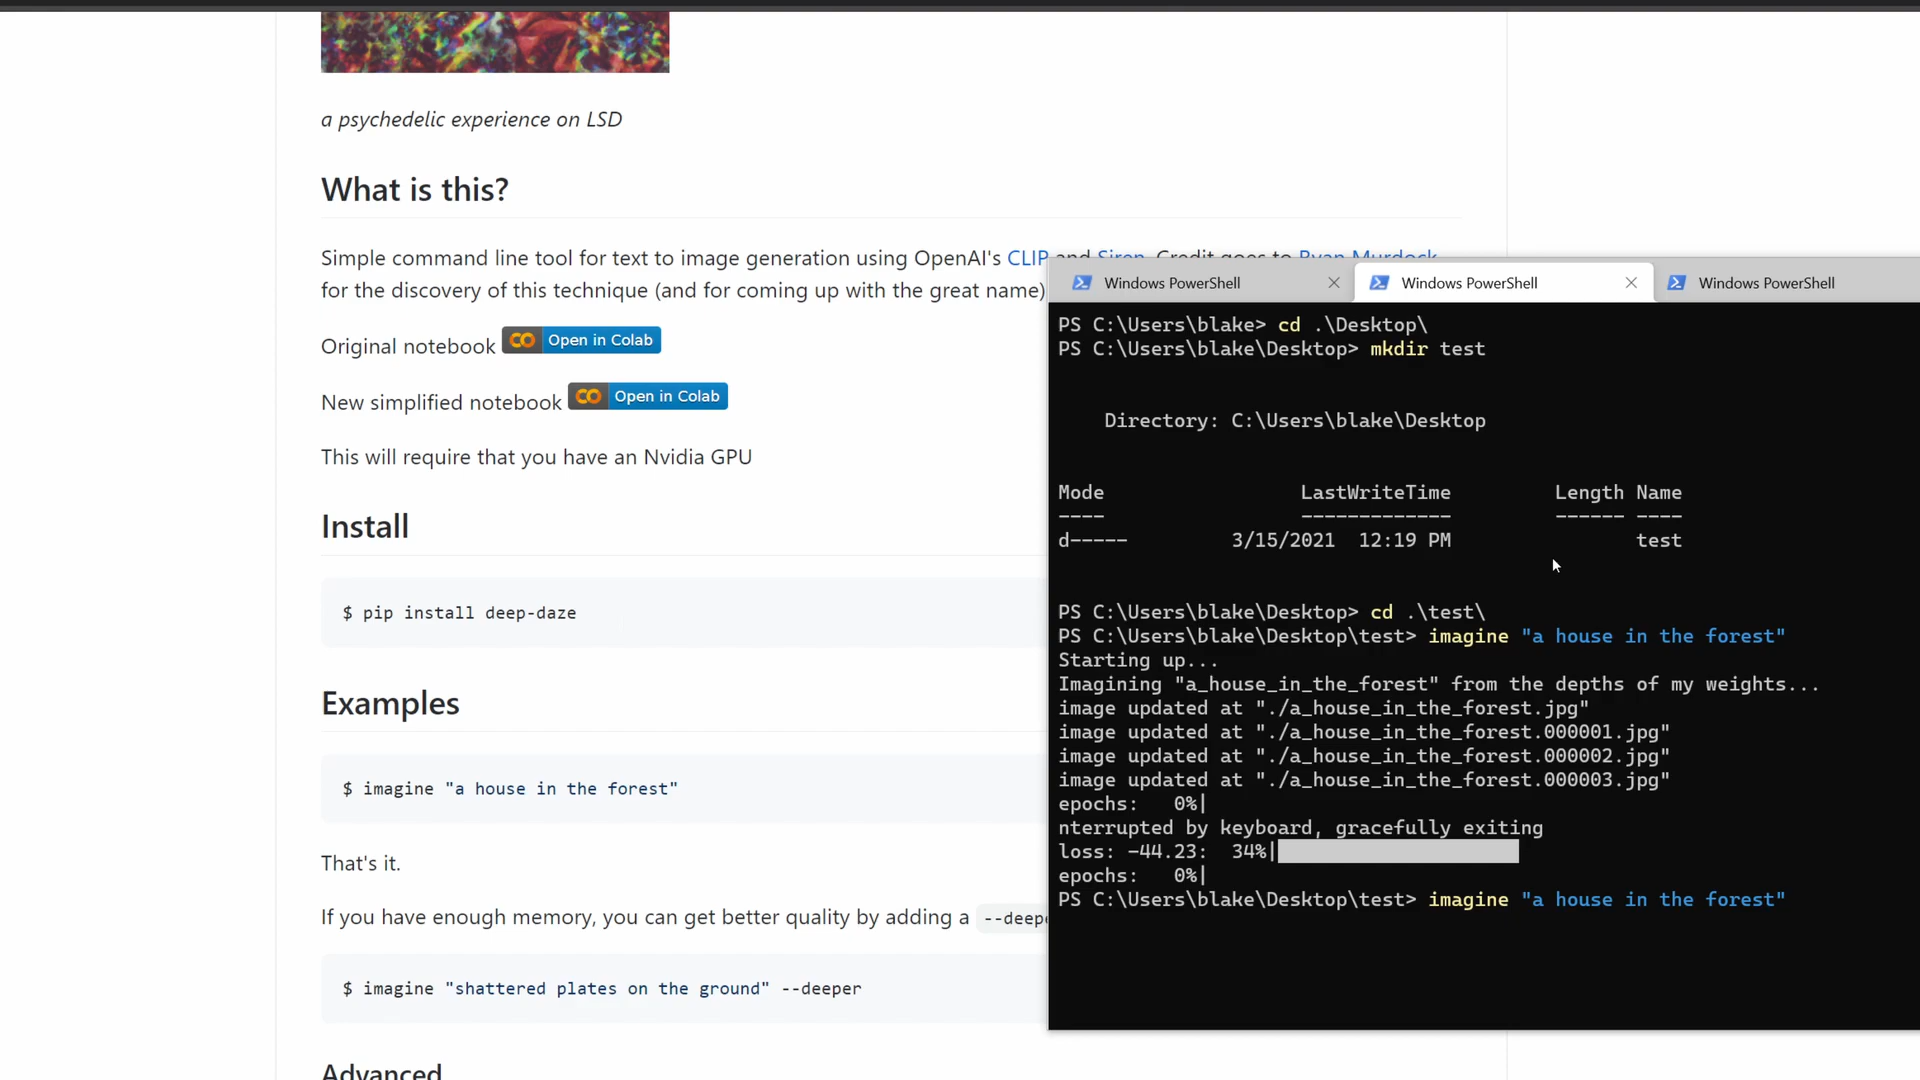 a psychedelic experience on LSD
What is this?
Simple command line tool for text to image generation using OpenAI's CLIP and Siren. Credit goes to Ryan Murdock
for the discovery of this technique (and for coming up with the great name)
Original notebook Open in Colab
New simplified notebook Open in Colab
This will require that you have an Nvidia GPU
Install
$ pip install deep-daze
Examples
$ imagine "a house in the forest"
That's it.
If you have enough memory, you can get better quality by adding a --deepe
$ imagine "shattered plates on the ground" --deeper
Advanced
Windows PowerShell
Windows PowerShell
Windows PowerShell
PS C:\Users\blake> cd .\Desktop\
PS C:\Users\blake\Desktop> mkdir test
Directory: C:\Users\blake\Desktop
Mode LastWriteTime Length Name
---- ------------- ------ ----
d----- 3/15/2021 12:19 PM test
PS C:\Users\blake\Desktop> cd .\test\
PS C:\Users\blake\Desktop\test> imagine "a house in the forest"
Starting up...
Imagining "a_house_in_the_forest" from the depths of my weights...
image updated at "./a_house_in_the_forest.jpg"
image updated at "./a_house_in_the_forest.000001.jpg"
image updated at "./a_house_in_the_forest.000002.jpg"
image updated at "./a_house_in_the_forest.000003.jpg"
epochs: 0%|
nterrupted by keyboard, gracefully exiting
loss: -44.23: 34%|
epochs: 0%|
PS C:\Users\blake\Desktop\test> imagine "a house in the forest"